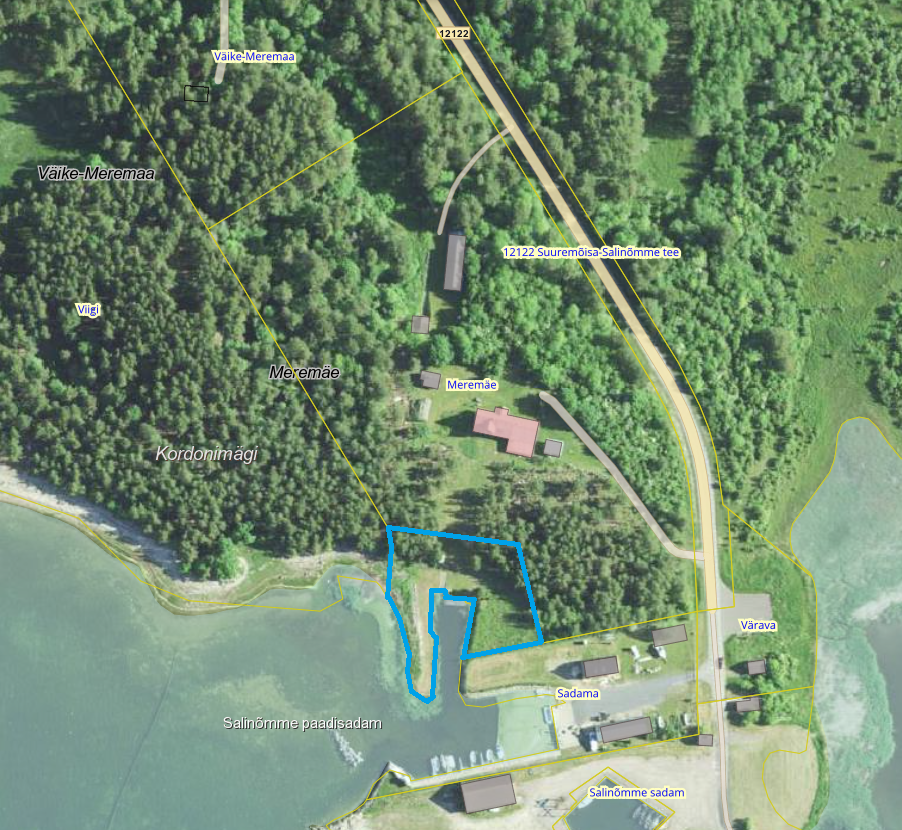 12122
Väike-Meremaa
Väike-Meremaa
12122 Suuremõisa-Salinõmme tee
Viigi
Meremäe
Meremäe
Kordonimägi
Värava
Sadama
Salinõmme paadisadam
Salinõmme sadam